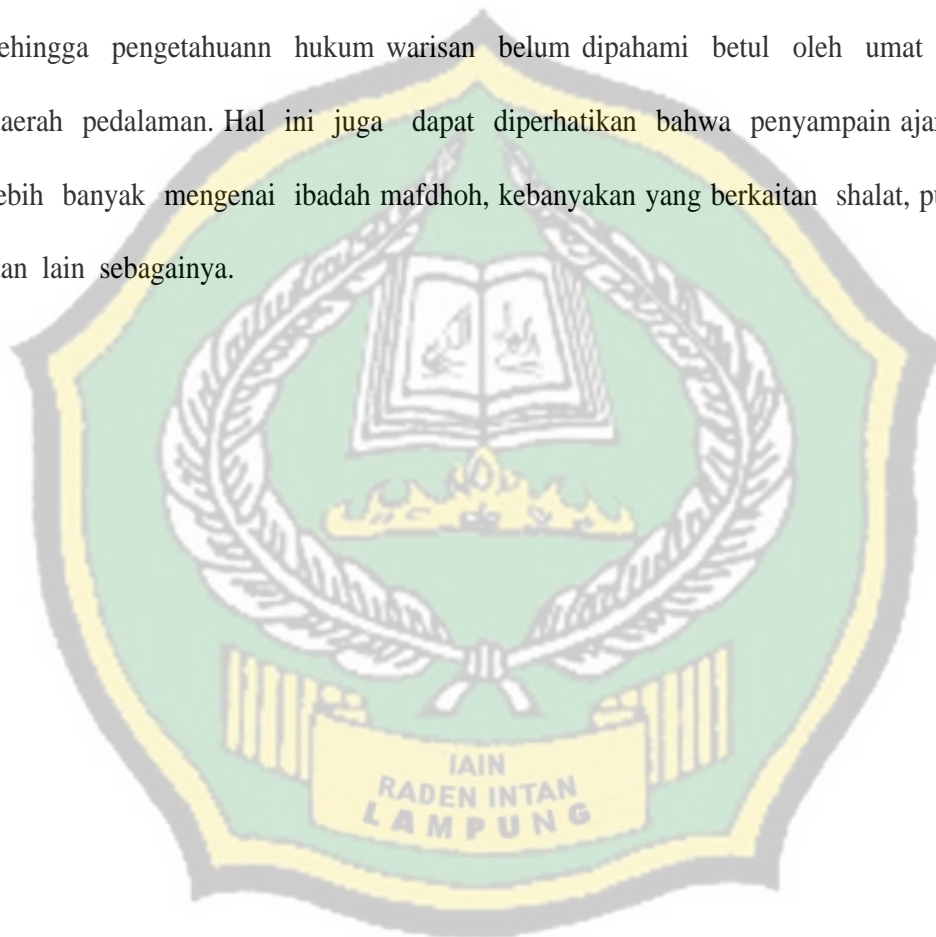 ehingga pengetahuann hukum warisan belum dipahami betul oleh umat
aerah pedalaman. Hal ini juga dapat diperhatikan bahwa penyampain aja
ebih banyak mengenai ibadah mafdhoh, kebanyakan yang berkaitan shalat, pu
an lain sebagainya.
IAIN
RADEN INTAN
LAMPUNG